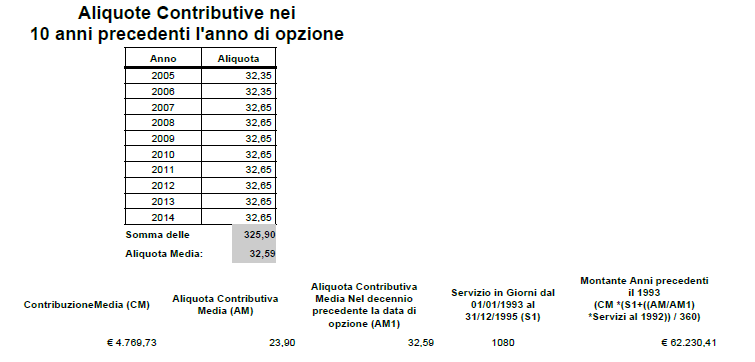 Aliquote Contributive nei
10 anni precedenti l'anno di opzione
Anno Aliquota
2005 32,35
2006 32,35
2007 32,65
2008 32,65
2009 32,65
2010 32,65
2011 32,65
2012 32,65
2013 32,65
2014 32,65
Somma delle 325,90
Aliquota Media: 32,59
ContribuzioneMedia (CM)
Aliquota Contributiva
Media (AM)
Aliquota Contributiva
Media Nel decennio
precedente la data di
opzione (AM1)
Servizio in Giorni dal
01/01/1993 al
31/12/1995 (S1)
Montante Anni precedenti
il 1993
(CM *(S1+((AM/AM1)
*Servizi al 1992)) / 360)
€ 4.769,73 23,90 32,59 1080 € 62.230,41